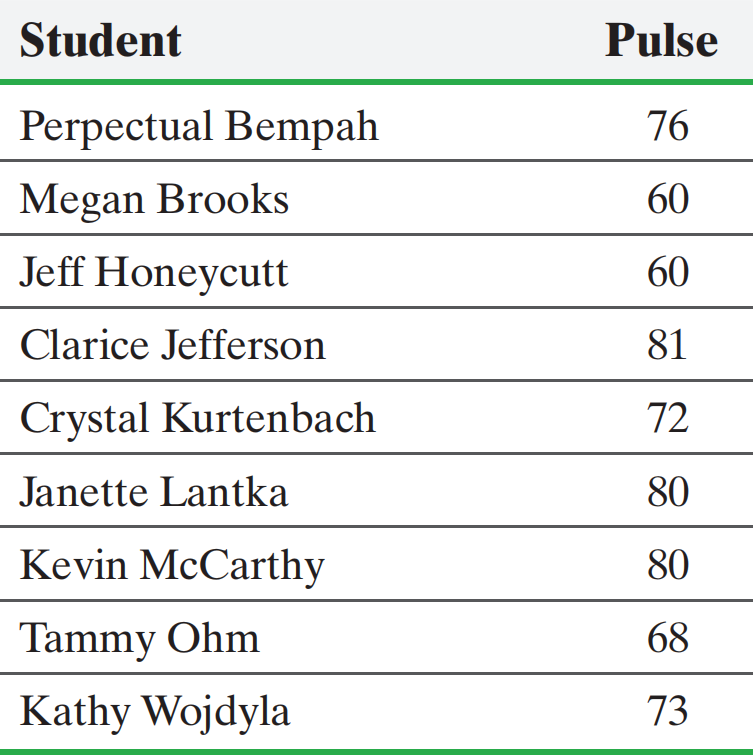 Student Pulse
Perpectual Bempah 76
Megan Brooks 60
Jeff Honeycutt 60
Clarice Jefferson 81
Crystal Kurtenbach 72
Janette Lantka 80
Kevin McCarthy 80
Tammy Ohm 68
Kathy Wojdyla 73